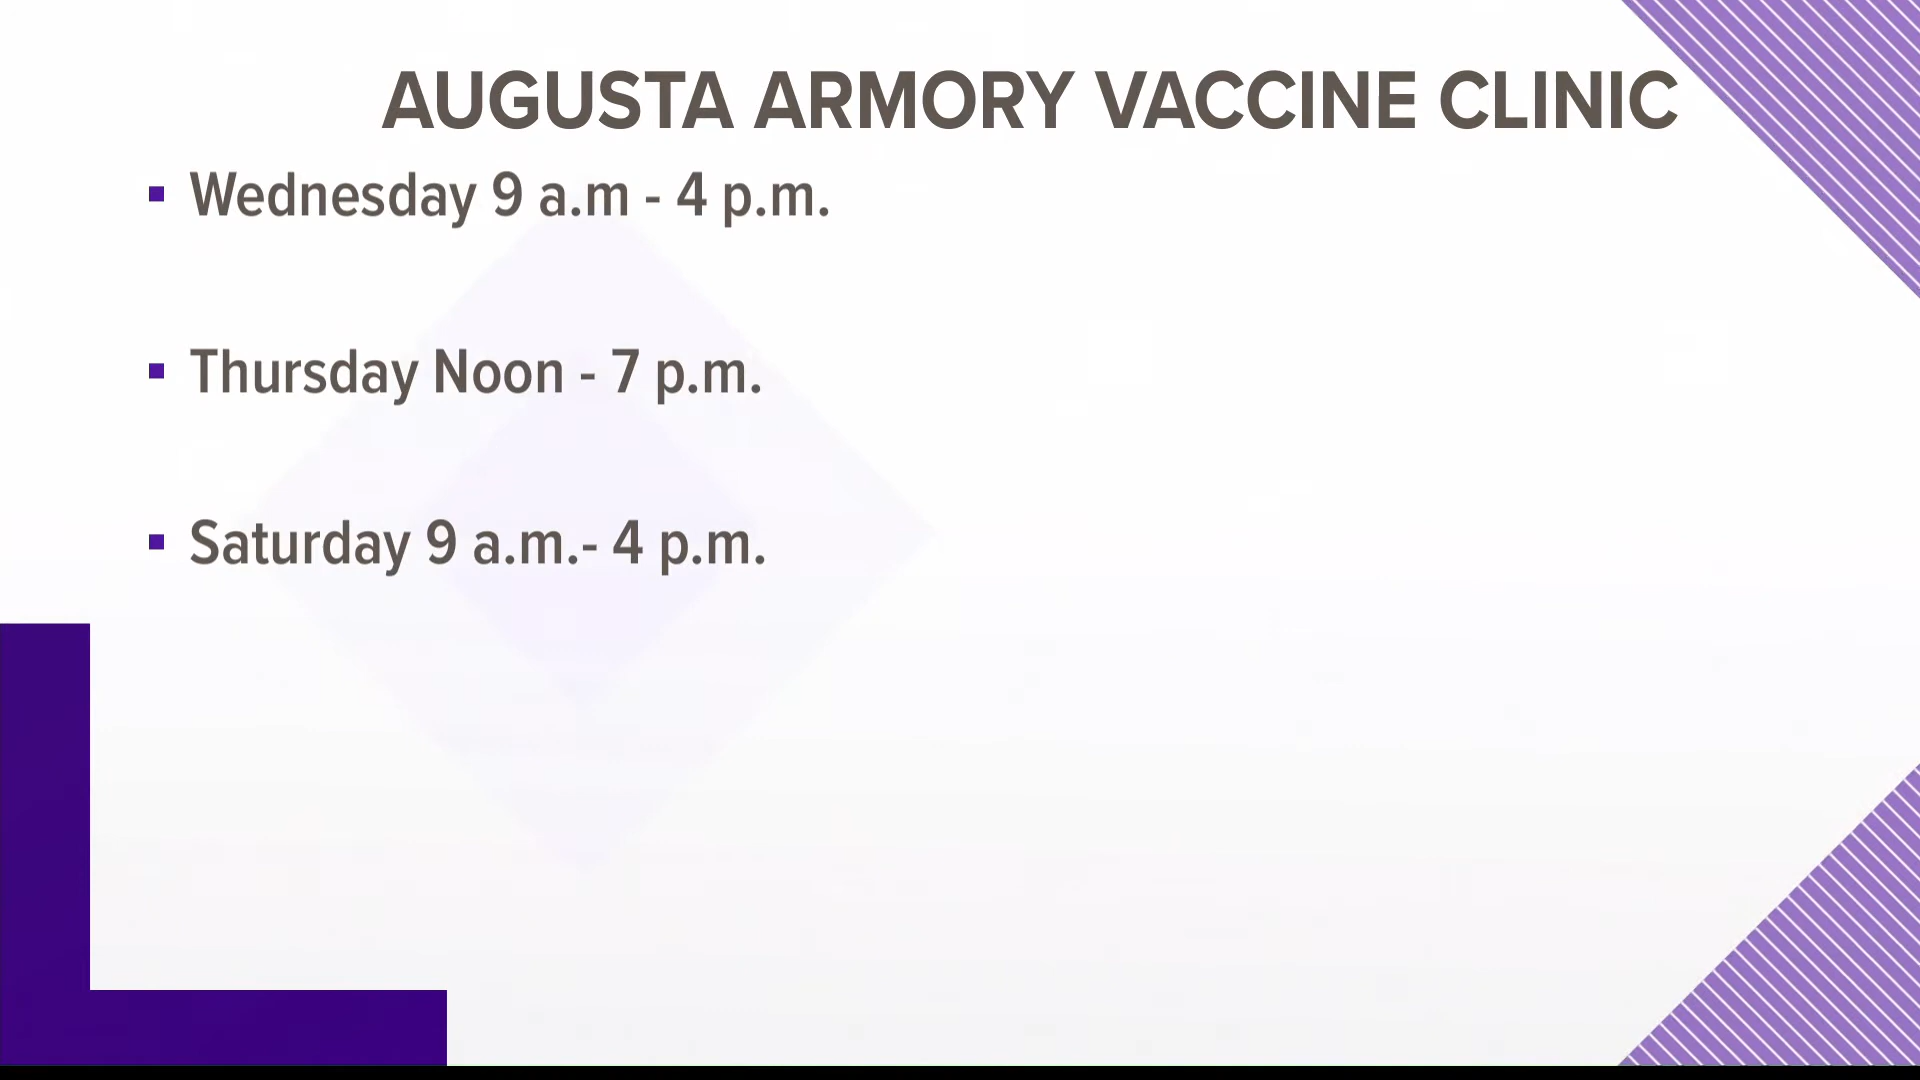 AUGUSTA ARMORY VACCINE CLINIC
▪ Wednesday 9 a.m - 4 p.m.
▪ Thursday Noon - 7 p.m.
▪ Saturday 9 a.m.- 4 p.m.